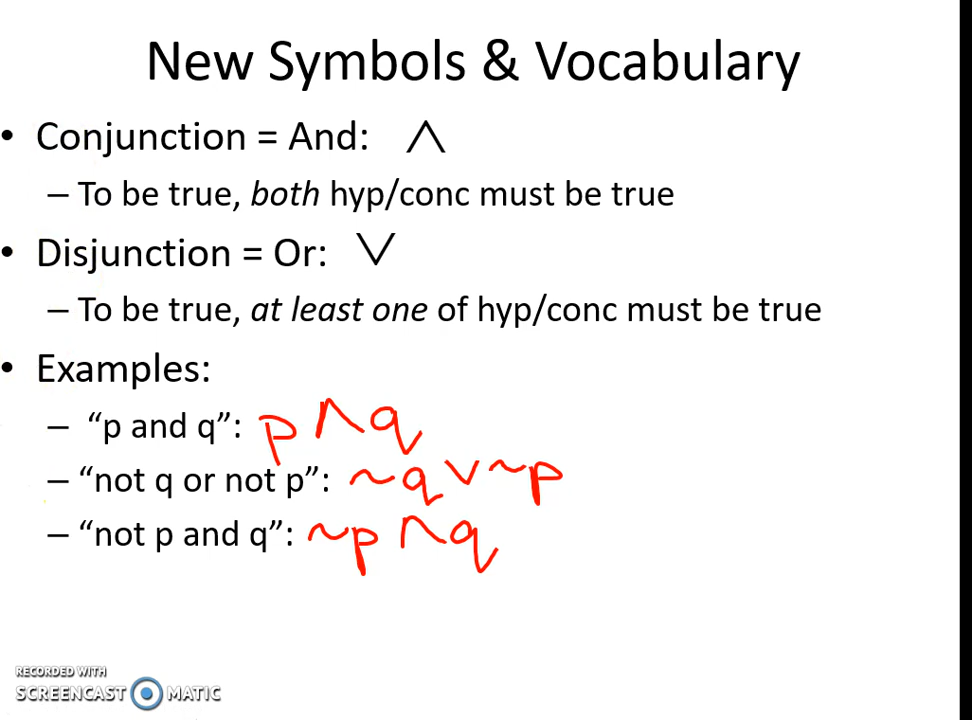 New Symbols & Vocabulary
• Conjunction = And: ∧
– To be true, both hyp/conc must be true
• Disjunction = Or: ∨
– To be true, at least one of hyp/conc must be true
• Examples:
– “p and q”: p ∧ q
– “not q or not p”: ~q ∨ ~p
– “not p and q”: ~p ∧ q
RECORDED WITH
SCREENCAST MATIC